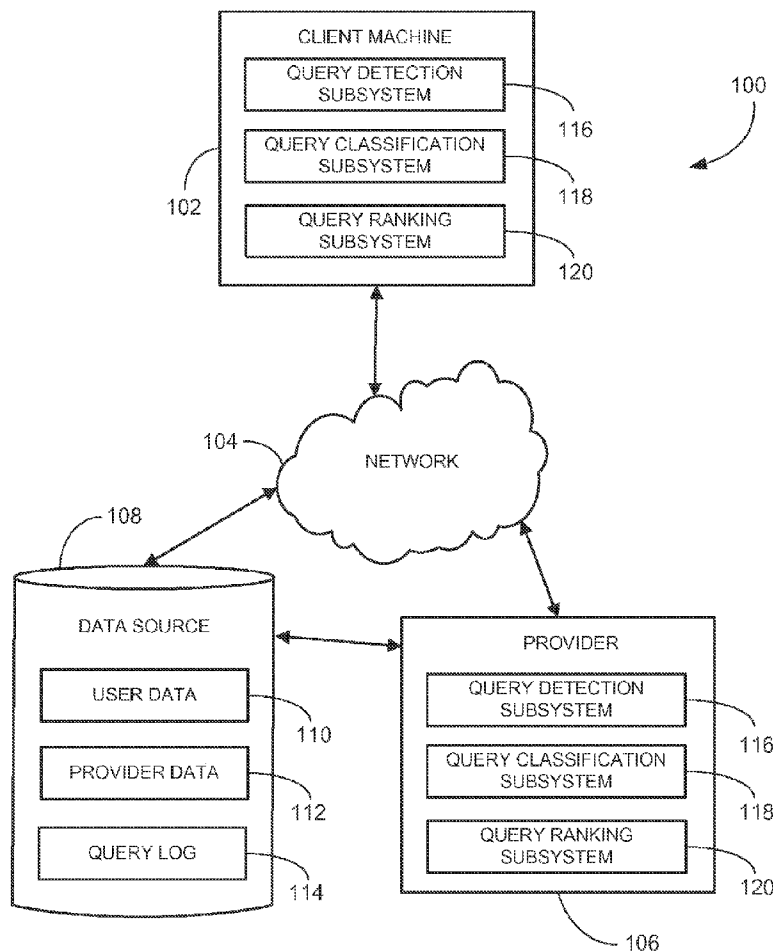 CLIENT MACHINE
QUERY DETECTION
SUBSYSTEM
116
QUERY CLASSIFICATION
SUBSYSTEM
118
QUERY RANKING
SUBSYSTEM
120
102
100
104
NETWORK
108
DATA SOURCE
USER DATA
110
PROVIDER DATA
112
QUERY LOG
114
PROVIDER
QUERY DETECTION
SUBSYSTEM
116
QUERY CLASSIFICATION
SUBSYSTEM
118
QUERY RANKING
SUBSYSTEM
120
106